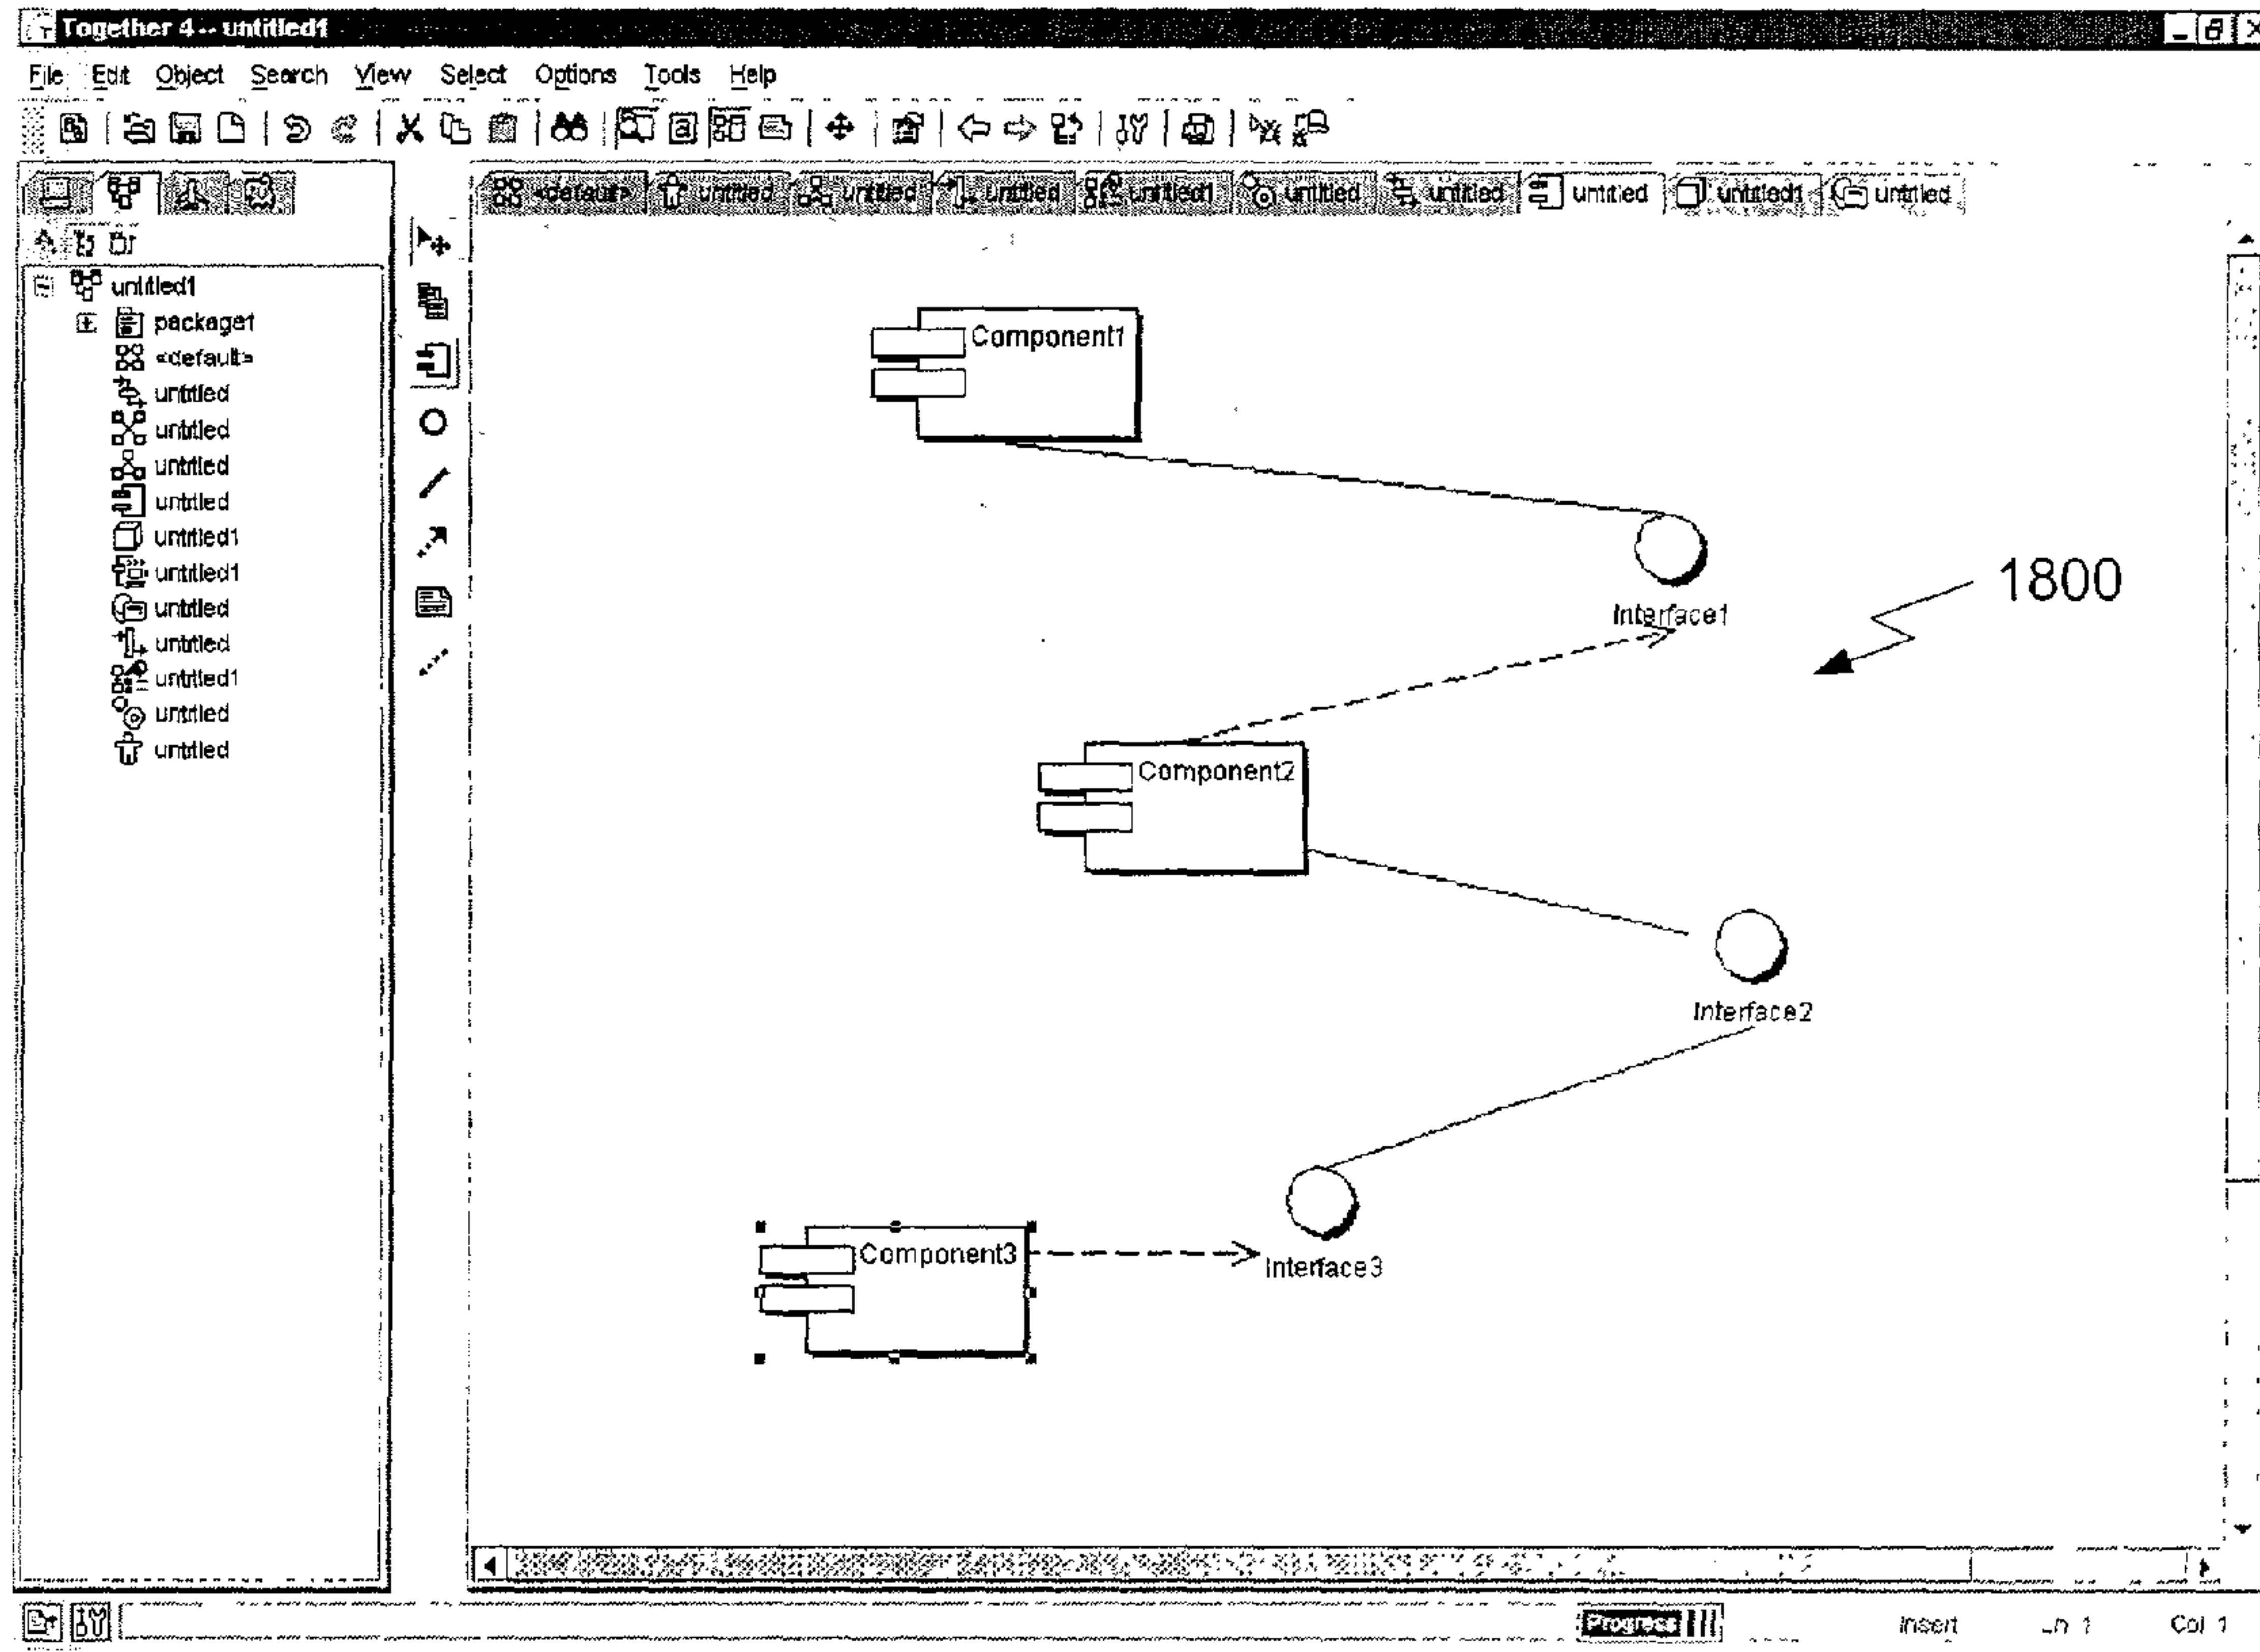 Together 4 -- untitled1
File Edit Object Search View Select Options Tools Help
<default> untitled untitled untitled untitled1 untitled untitled untitled untitled1 untitled
untitled1
package1
<default>
untitled
untitled
untitled
untitled
untitled1
untitled1
untitled
untitled
untitled1
untitled
untitled
Component1
Interface1
1800
Component2
Interface2
Component3
Interface3
Progress
Insert Ln 1 Col 1